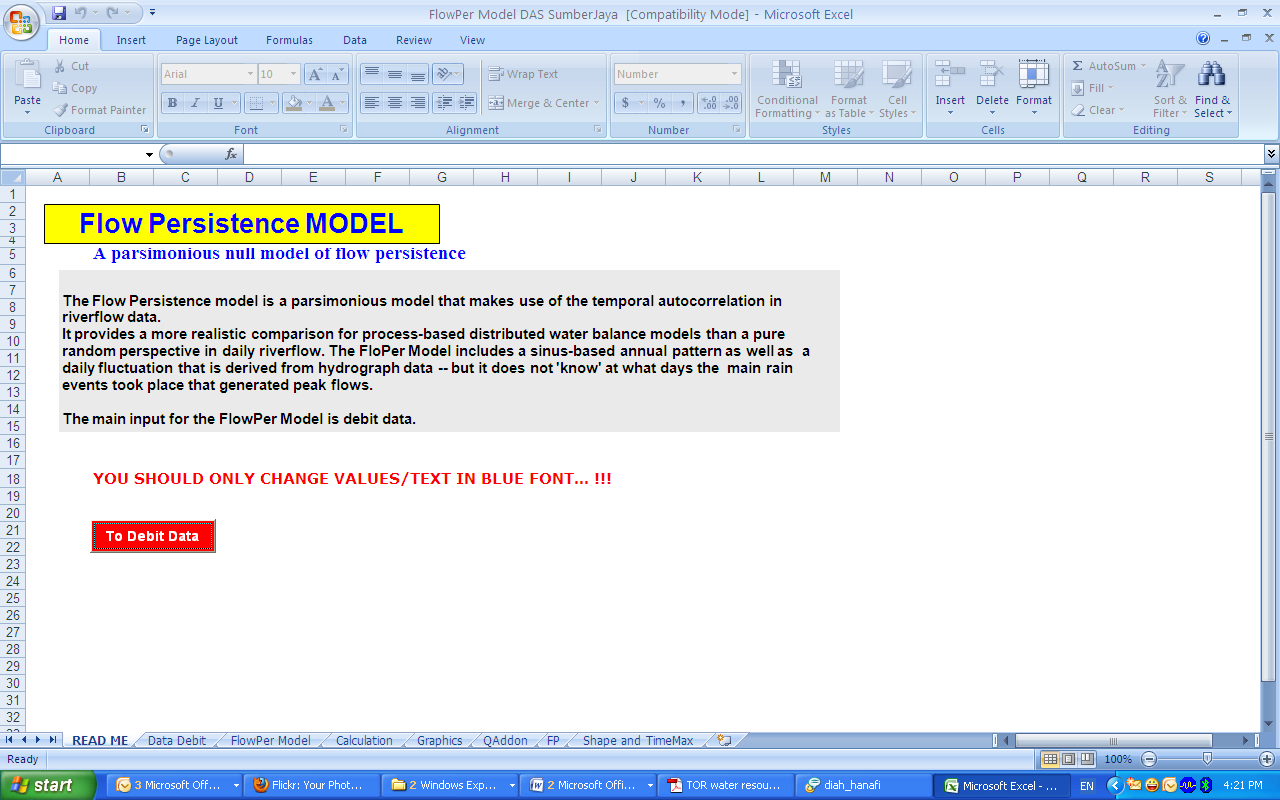 FlowPer Model DAS SumberJaya [Compatibility Mode] - Microsoft Excel
Home Insert Page Layout Formulas Data Review View
Paste Cut Copy Format Painter Clipboard
Arial 10 A A B I U A Font
Wrap Text Merge & Center Alignment
Number $ % , .0 .00 .00 .0 Number
Conditional Formatting Format as Table Cell Styles Styles
Insert Delete Format Cells
Σ AutoSum Fill Clear Sort & Filter Find & Select Editing
fx
A B C D E F G H I J K L M N O P Q R S
1
2
3
4
5
6
7
8
9
10
11
12
13
14
15
16
17
18
19
20
21
22
23
24
25
26
27
28
29
30
31
32
33
Flow Persistence MODEL
A parsimonious null model of flow persistence
The Flow Persistence model is a parsimonious model that makes use of the temporal autocorrelation in
riverflow data.
It provides a more realistic comparison for process-based distributed water balance models than a pure
random perspective in daily riverflow. The FloPer Model includes a sinus-based annual pattern as well as a
daily fluctuation that is derived from hydrograph data -- but it does not 'know' at what days the main rain
events took place that generated peak flows.
The main input for the FlowPer Model is debit data.
YOU SHOULD ONLY CHANGE VALUES/TEXT IN BLUE FONT... !!!
To Debit Data
READ ME Data Debit FlowPer Model Calculation Graphics QAddon FP Shape and TimeMax
Ready 100%
start 3 Microsoft Off... Flickr: Your Phot... 2 Windows Exp... 2 Microsoft Offi... TOR water resou... diah_hanafi Microsoft Excel - ... EN 4:21 PM